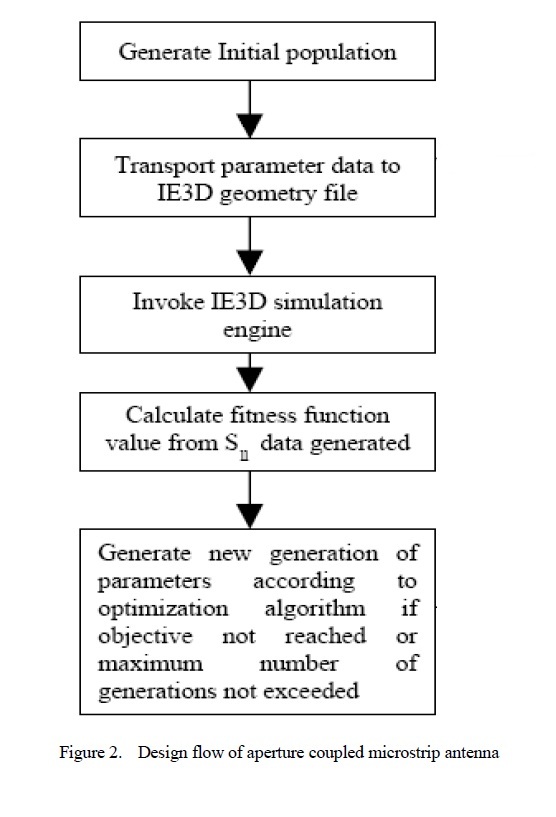 Generate Initial population
Transport parameter data to
IE3D geometry file
Invoke IE3D simulation
engine
Calculate fitness function
value from S11 data generated
Generate new generation of
parameters according to
optimization algorithm if
objective not reached or
maximum number of
generations not exceeded
Figure 2. Design flow of aperture coupled microstrip antenna